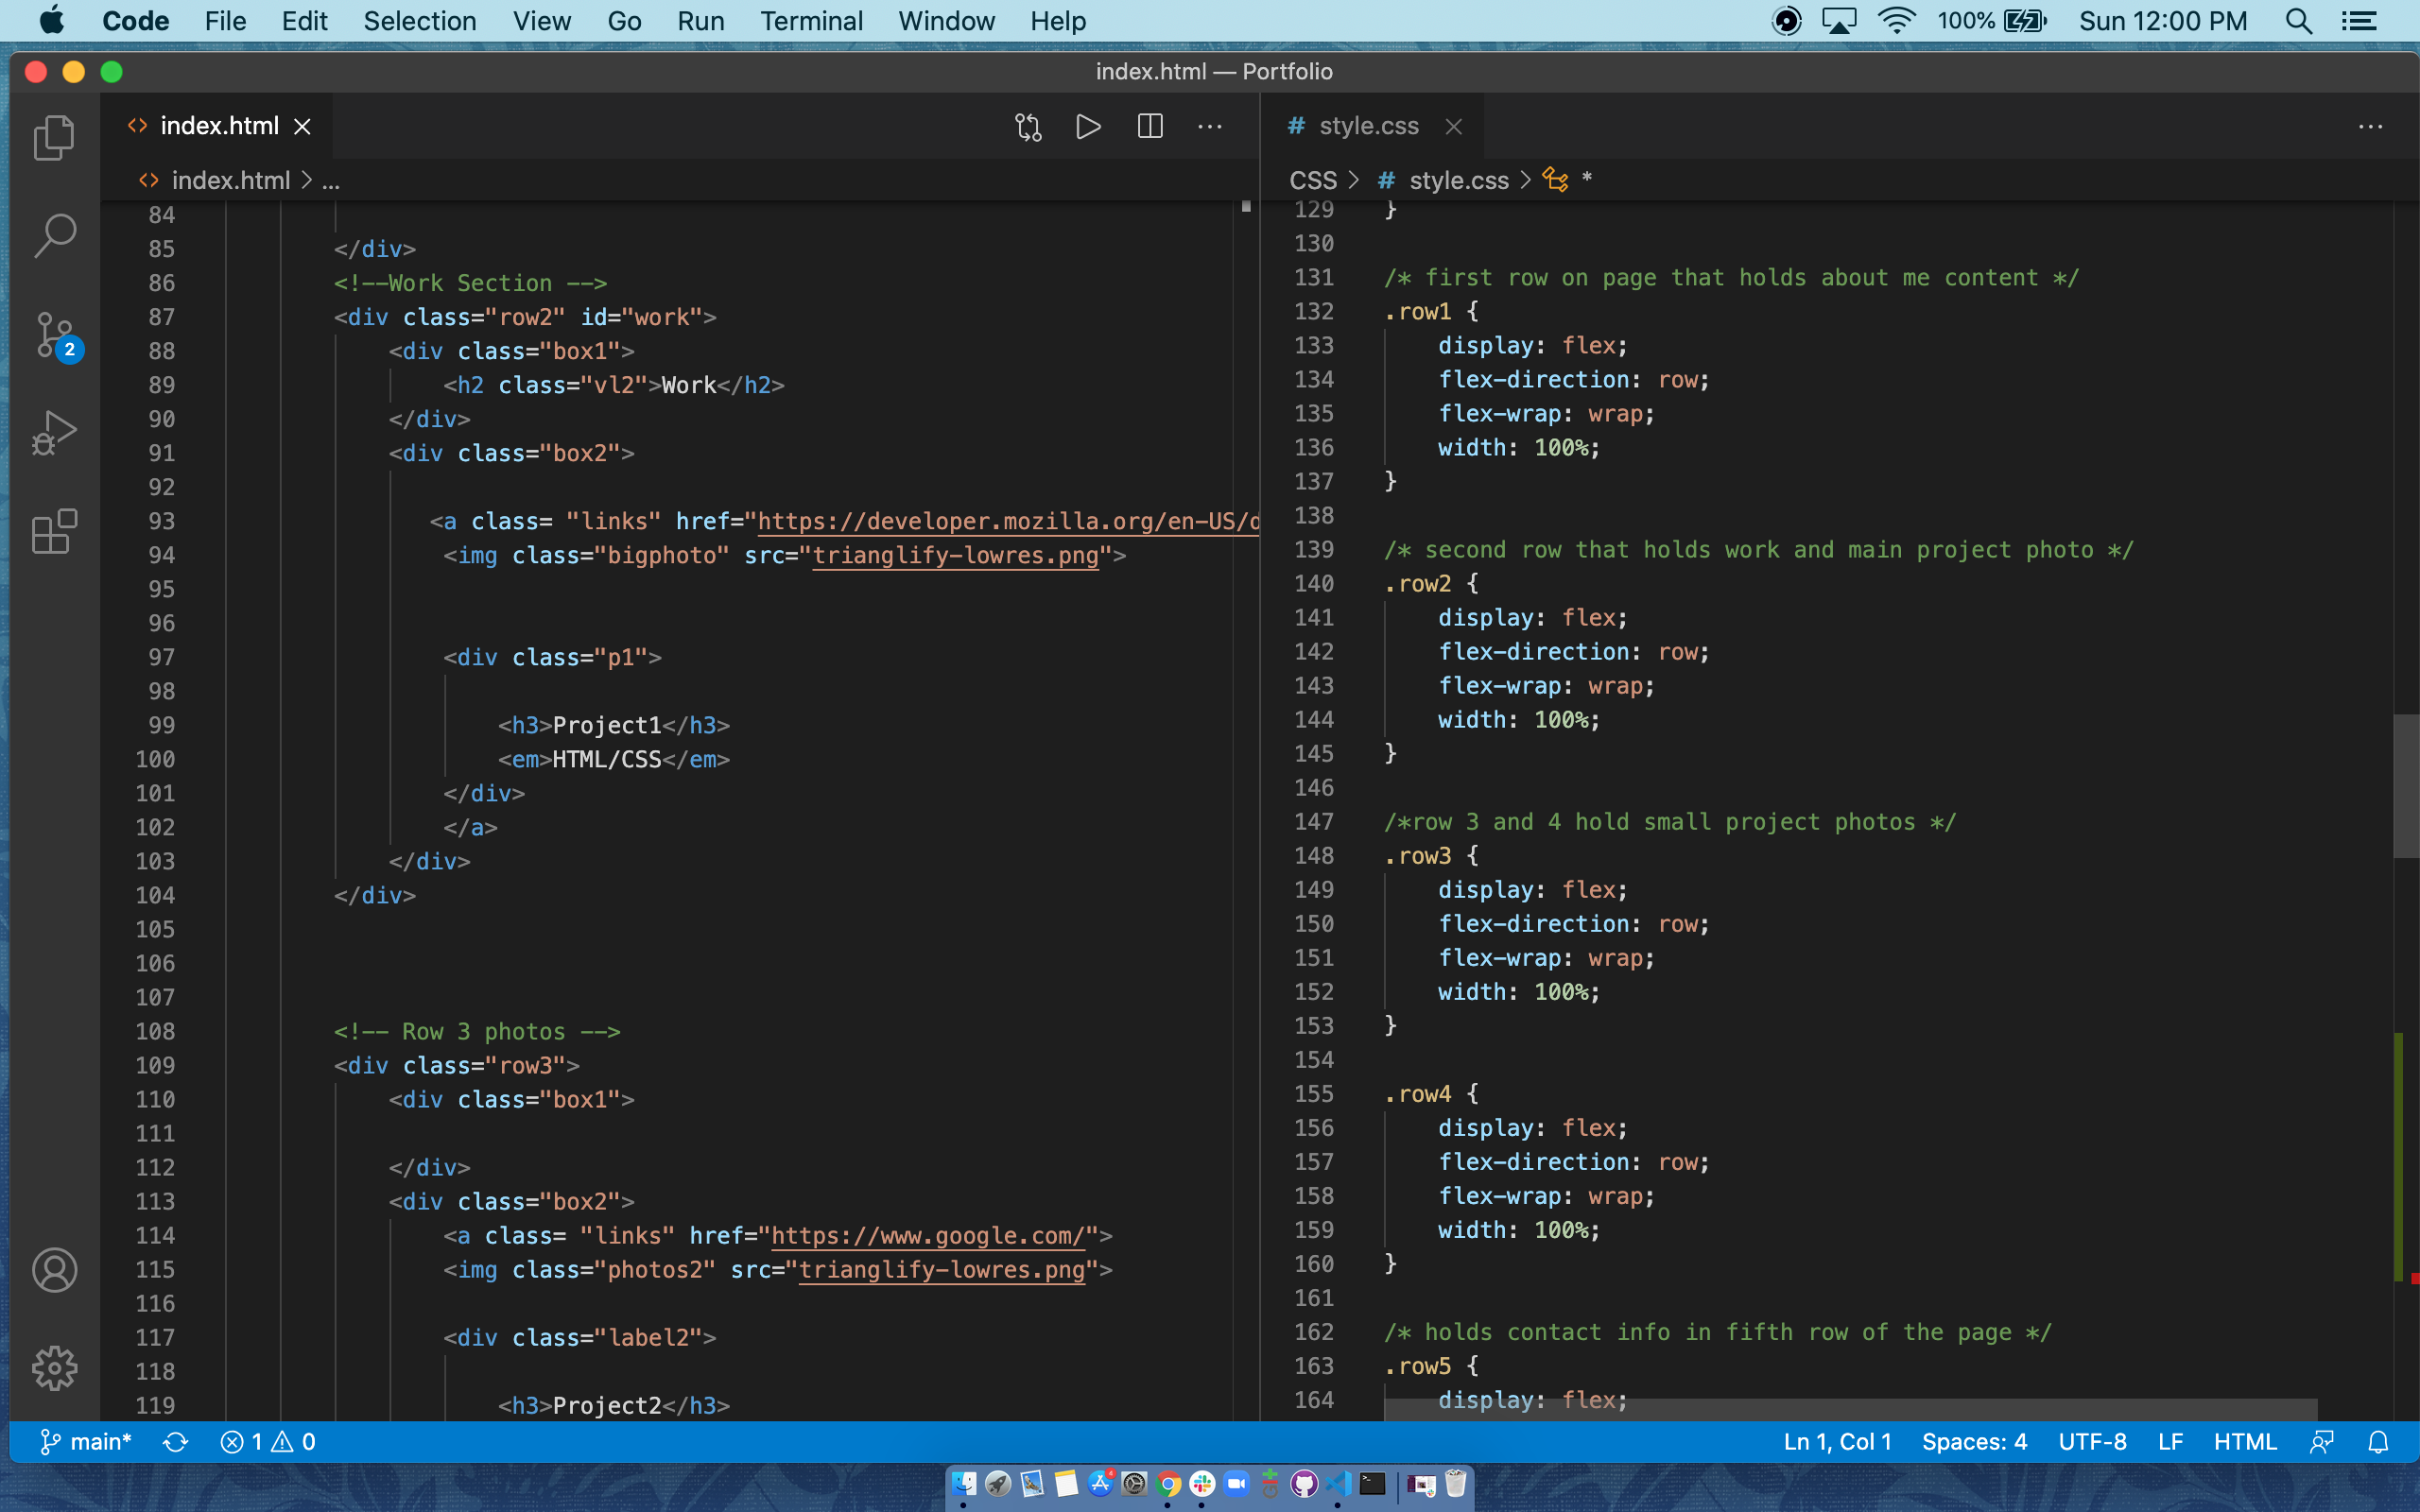 Code File Edit Selection View Go Run Terminal Window Help 100% Sun 12:00 PM
index.html — Portfolio
index.html
index.html > ...
84
85 </div>
86 <!--Work Section -->
87 <div class="row2" id="work">
88 <div class="box1">
89 <h2 class="vl2">Work</h2>
90 </div>
91 <div class="box2">
92
93 <a class= "links" href="https://developer.mozilla.org/en-US/d
94 <img class="bigphoto" src="trianglify-lowres.png">
95
96
97 <div class="p1">
98
99 <h3>Project1</h3>
100 <em>HTML/CSS</em>
101 </div>
102 </a>
103 </div>
104 </div>
105
106
107
108 <!-- Row 3 photos -->
109 <div class="row3">
110 <div class="box1">
111
112 </div>
113 <div class="box2">
114 <a class= "links" href="https://www.google.com/">
115 <img class="photos2" src="trianglify-lowres.png">
116
117 <div class="label2">
118
119 <h3>Project2</h3>
# style.css
CSS > # style.css > *
129 }
130
131 /* first row on page that holds about me content */
132 .row1 {
133 display: flex;
134 flex-direction: row;
135 flex-wrap: wrap;
136 width: 100%;
137 }
138
139 /* second row that holds work and main project photo */
140 .row2 {
141 display: flex;
142 flex-direction: row;
143 flex-wrap: wrap;
144 width: 100%;
145 }
146
147 /*row 3 and 4 hold small project photos */
148 .row3 {
149 display: flex;
150 flex-direction: row;
151 flex-wrap: wrap;
152 width: 100%;
153 }
154
155 .row4 {
156 display: flex;
157 flex-direction: row;
158 flex-wrap: wrap;
159 width: 100%;
160 }
161
162 /* holds contact info in fifth row of the page */
163 .row5 {
164 display: flex;
2
main* 1 0 Ln 1, Col 1 Spaces: 4 UTF-8 LF HTML